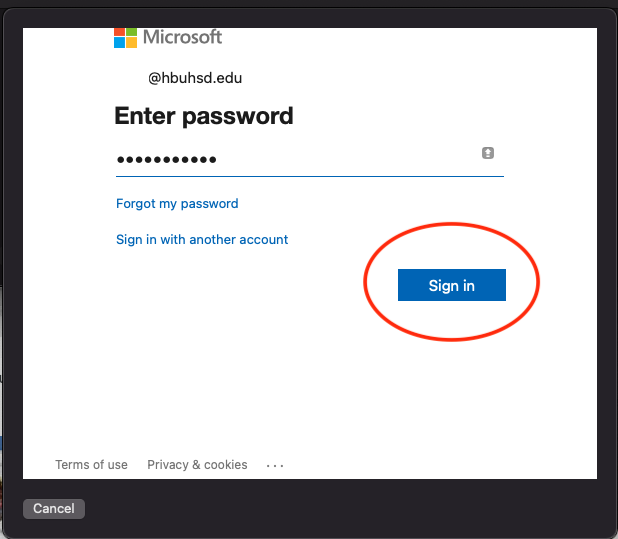 Microsoft
@hbuhsd.edu
Enter password
•••••••••••
Forgot my password
Sign in with another account
Sign in
Terms of use Privacy & cookies ...
Cancel